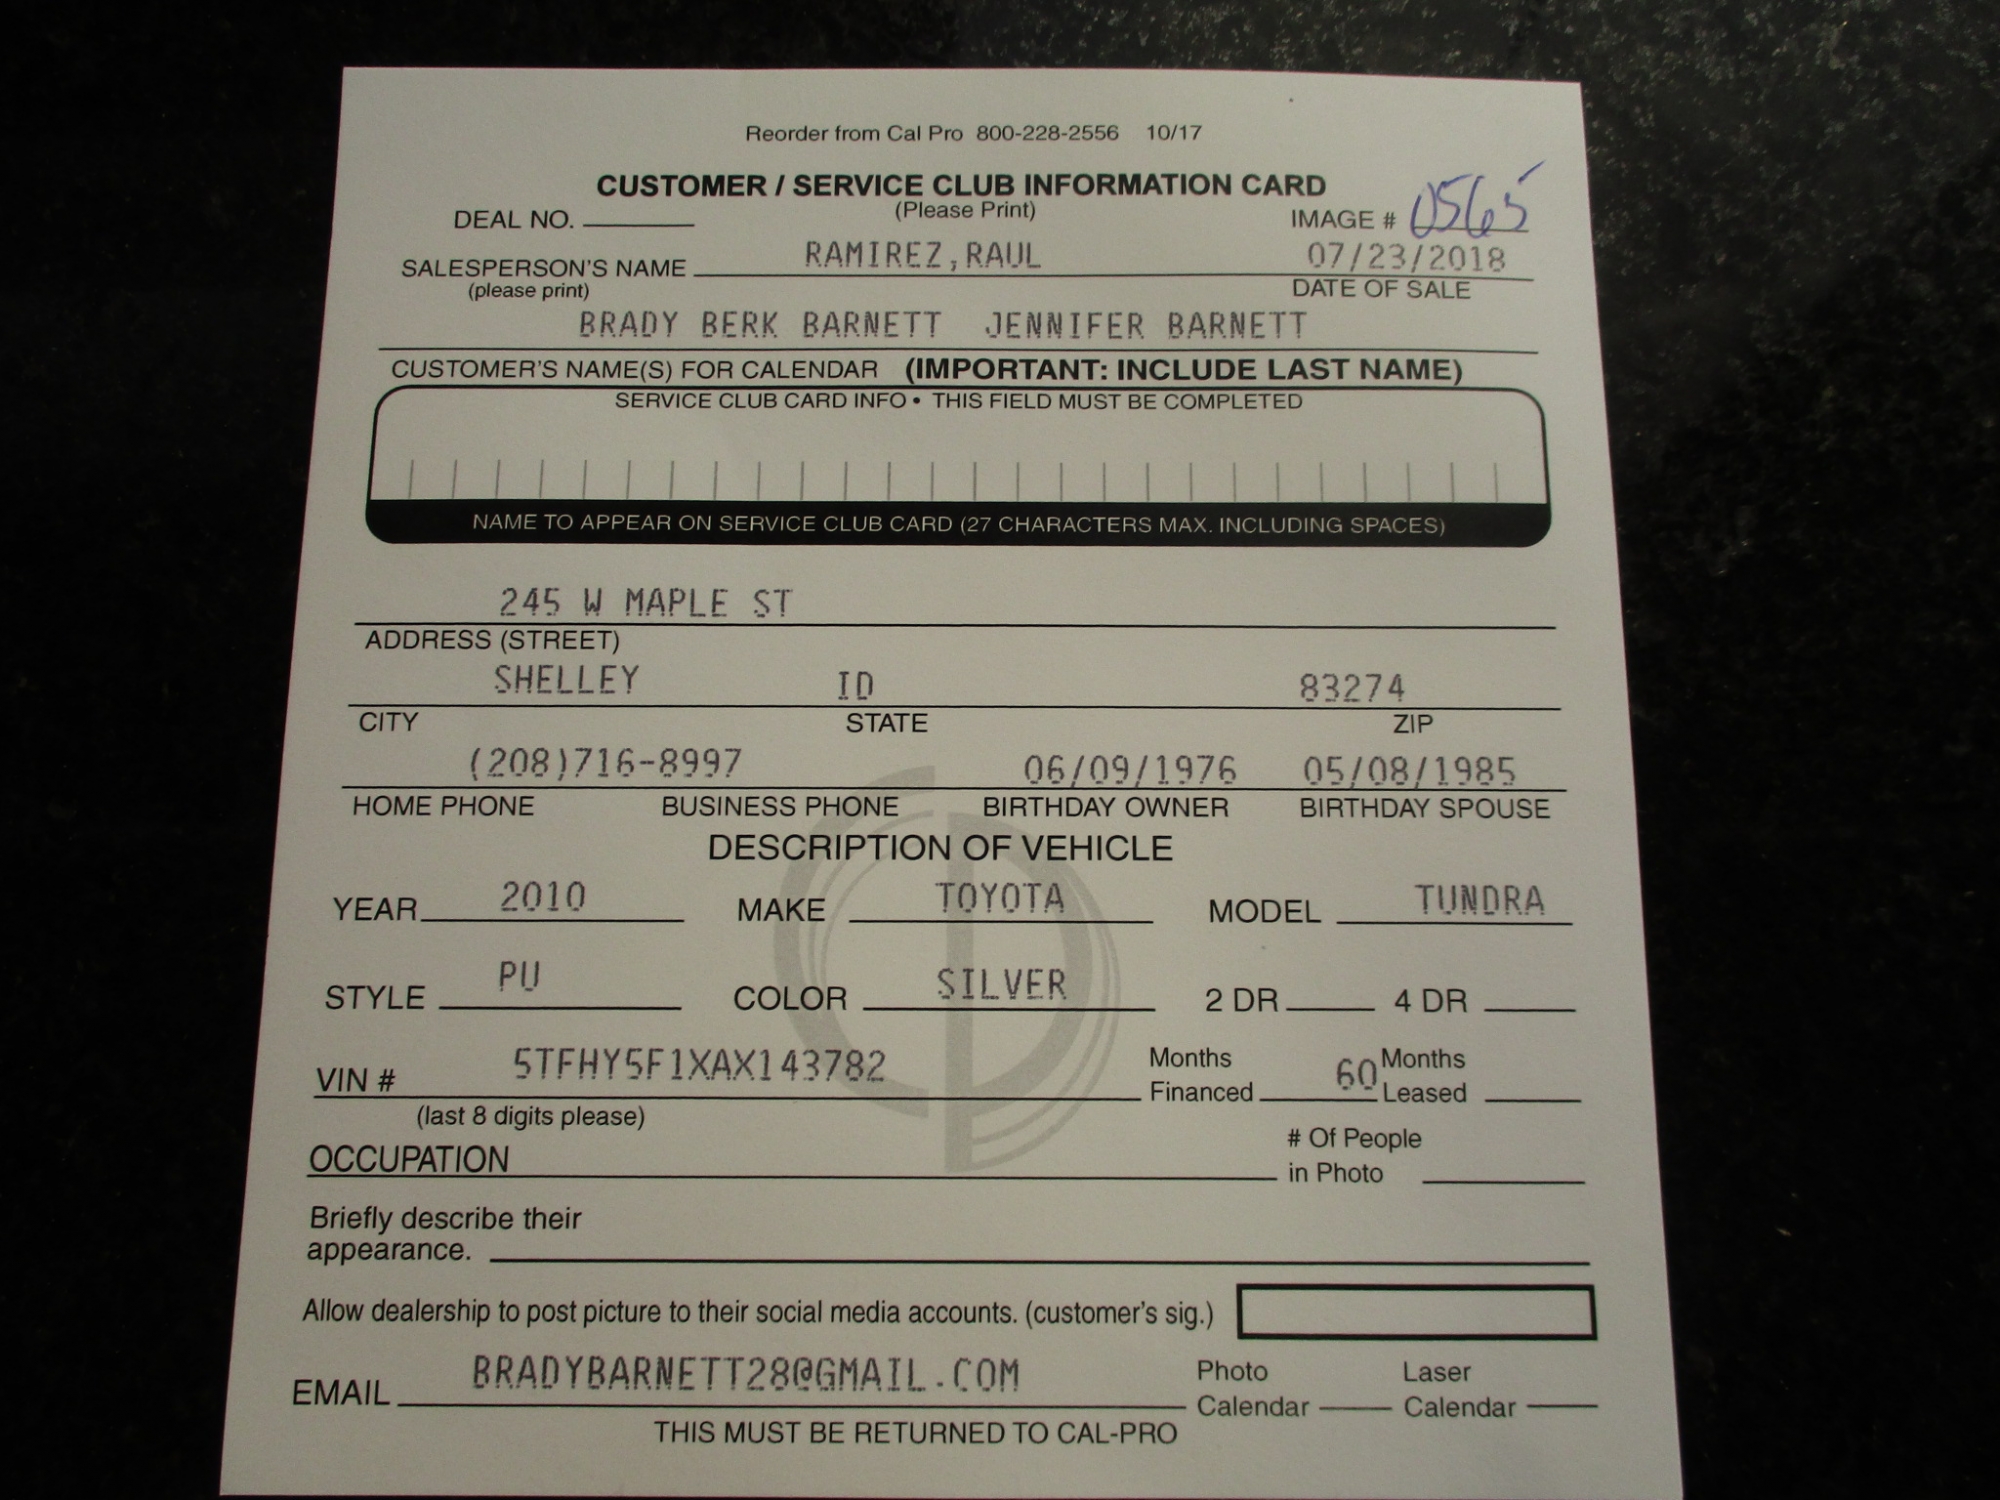 Reorder from Cal Pro 800-228-2556 10/17
CUSTOMER / SERVICE CLUB INFORMATION CARD
(Please Print)
DEAL NO. IMAGE # 0565
SALESPERSON'S NAME RAMIREZ,RAUL 07/23/2018
(please print) DATE OF SALE
BRADY BERK BARNETT JENNIFER BARNETT
CUSTOMER'S NAME(S) FOR CALENDAR (IMPORTANT: INCLUDE LAST NAME)
SERVICE CLUB CARD INFO • THIS FIELD MUST BE COMPLETED
NAME TO APPEAR ON SERVICE CLUB CARD (27 CHARACTERS MAX. INCLUDING SPACES)
245 W MAPLE ST
ADDRESS (STREET)
SHELLEY ID 83274
CITY STATE ZIP
(208)716-8997 06/09/1976 05/08/1985
HOME PHONE BUSINESS PHONE BIRTHDAY OWNER BIRTHDAY SPOUSE
DESCRIPTION OF VEHICLE
YEAR 2010 MAKE TOYOTA MODEL TUNDRA
STYLE PU COLOR SILVER 2 DR 4 DR
VIN # 5TFHY5F1XAX143782 Months Financed 60 Months Leased
(last 8 digits please)
OCCUPATION # Of People in Photo
Briefly describe their
appearance.
Allow dealership to post picture to their social media accounts. (customer's sig.)
EMAIL BRADYBARNETT28@GMAIL.COM Photo Calendar Laser Calendar
THIS MUST BE RETURNED TO CAL-PRO